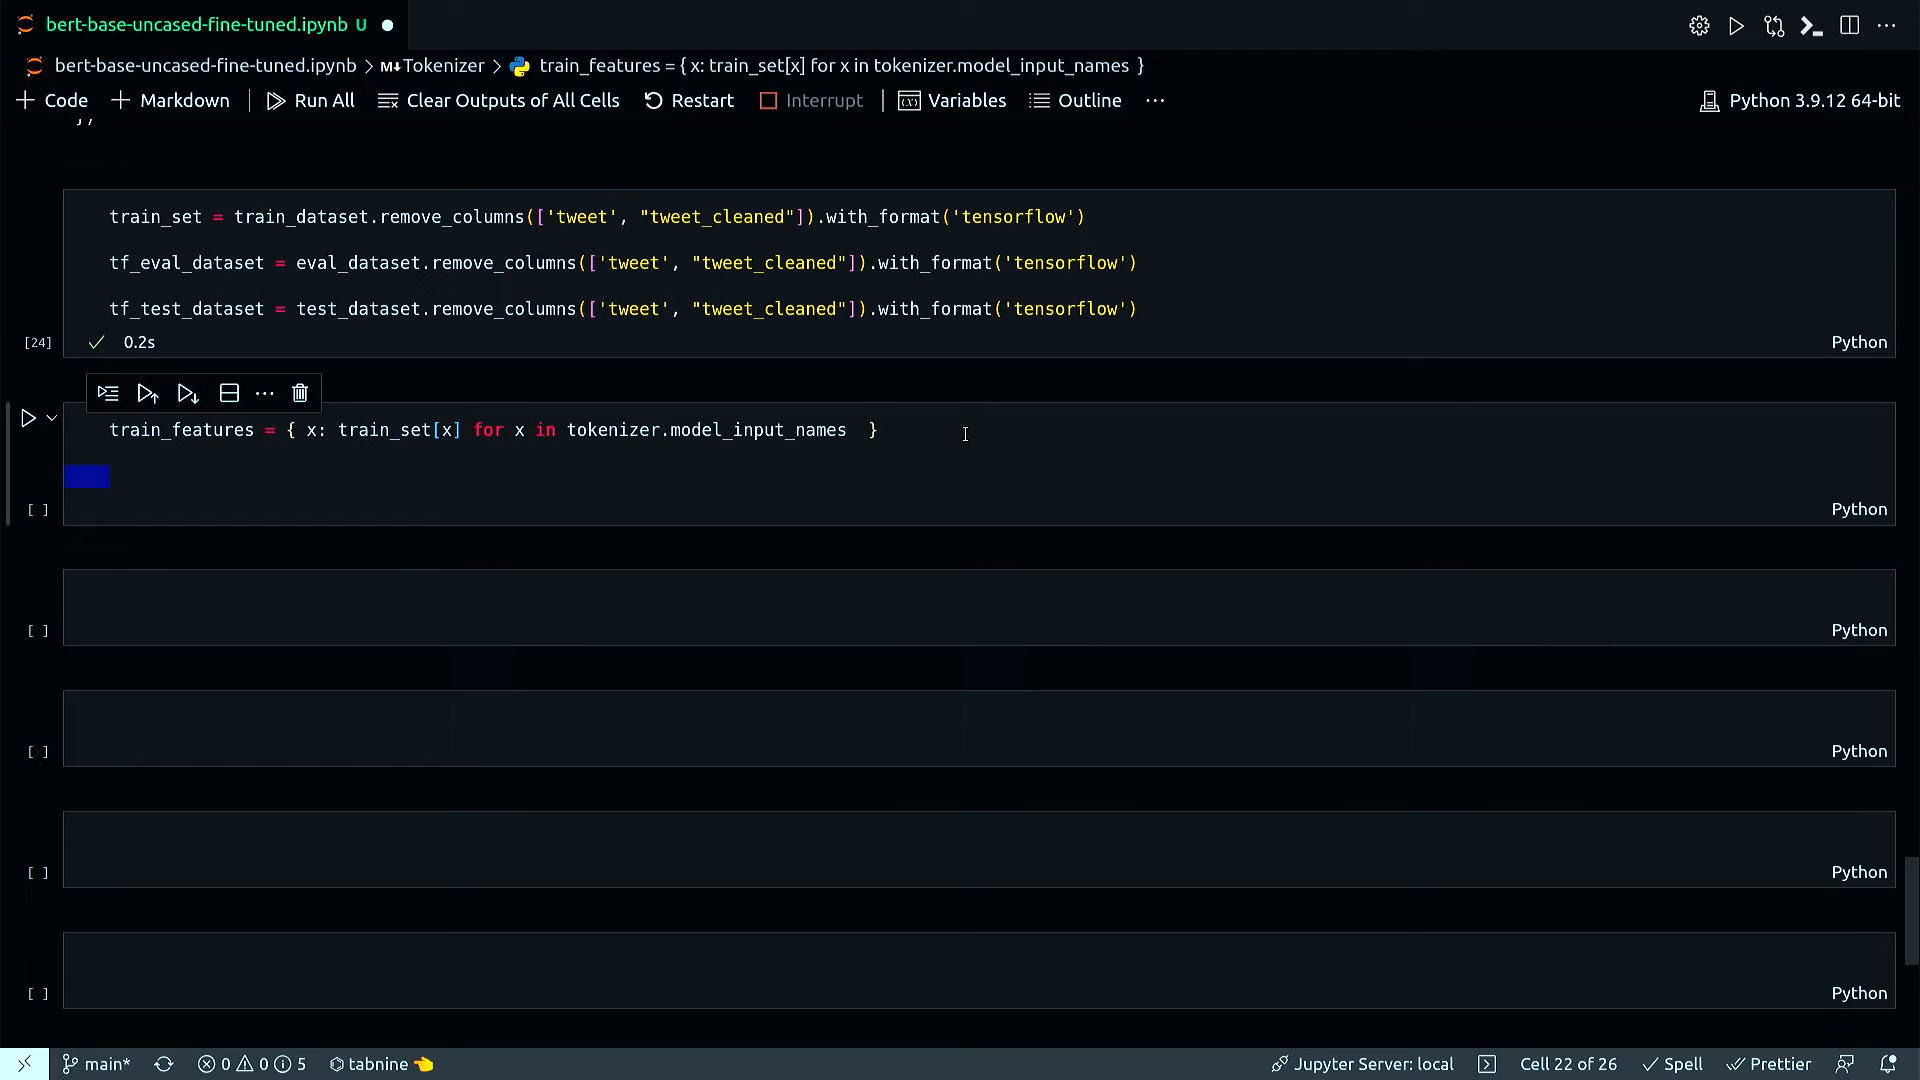 bert-base-uncased-fine-tuned.ipynb U
bert-base-uncased-fine-tuned.ipynb > M↓Tokenizer > train_features = { x: train_set[x] for x in tokenizer.model_input_names }
+ Code + Markdown Run All Clear Outputs of All Cells Restart Interrupt Variables Outline ... Python 3.9.12 64-bit
train_set = train_dataset.remove_columns(['tweet', "tweet_cleaned"]).with_format('tensorflow')
tf_eval_dataset = eval_dataset.remove_columns(['tweet', "tweet_cleaned"]).with_format('tensorflow')
tf_test_dataset = test_dataset.remove_columns(['tweet', "tweet_cleaned"]).with_format('tensorflow')
[24] ✓ 0.2s Python
train_features = { x: train_set[x] for x in tokenizer.model_input_names }
[ ] Python
[ ] Python
[ ] Python
[ ] Python
[ ] Python
main* 0 0 5 tabnine 👈 Jupyter Server: local Cell 22 of 26 Spell Prettier